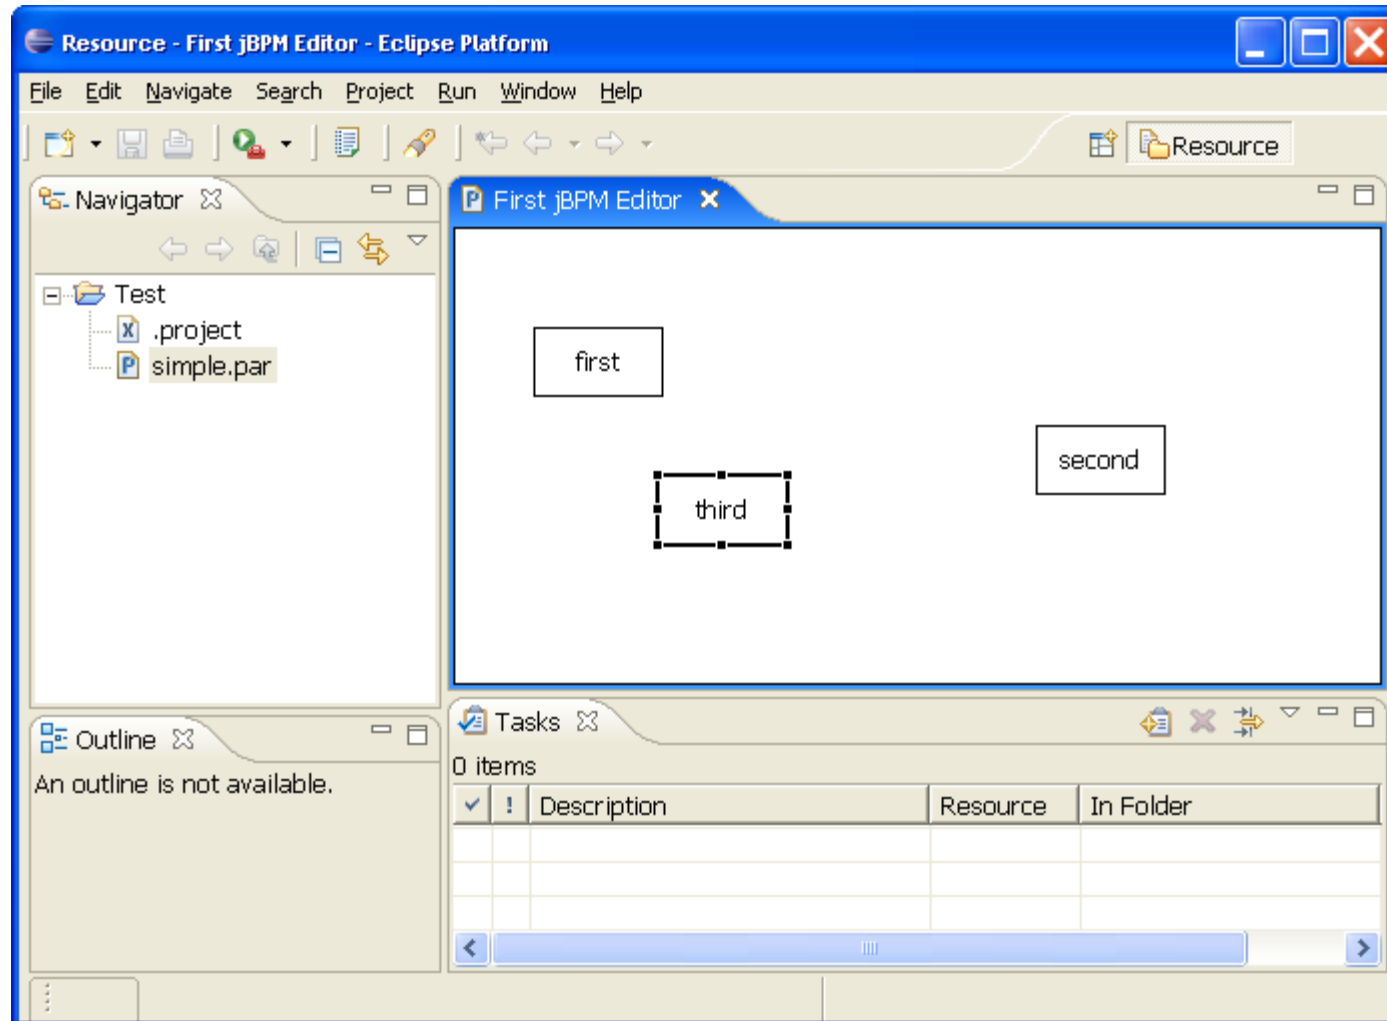 Resource - First jBPM Editor - Eclipse Platform
File Edit Navigate Search Project Run Window Help
Resource
Navigator
First jBPM Editor
Test
.project
simple.par
first
second
third
Outline
An outline is not available.
Tasks
0 items
! Description Resource In Folder